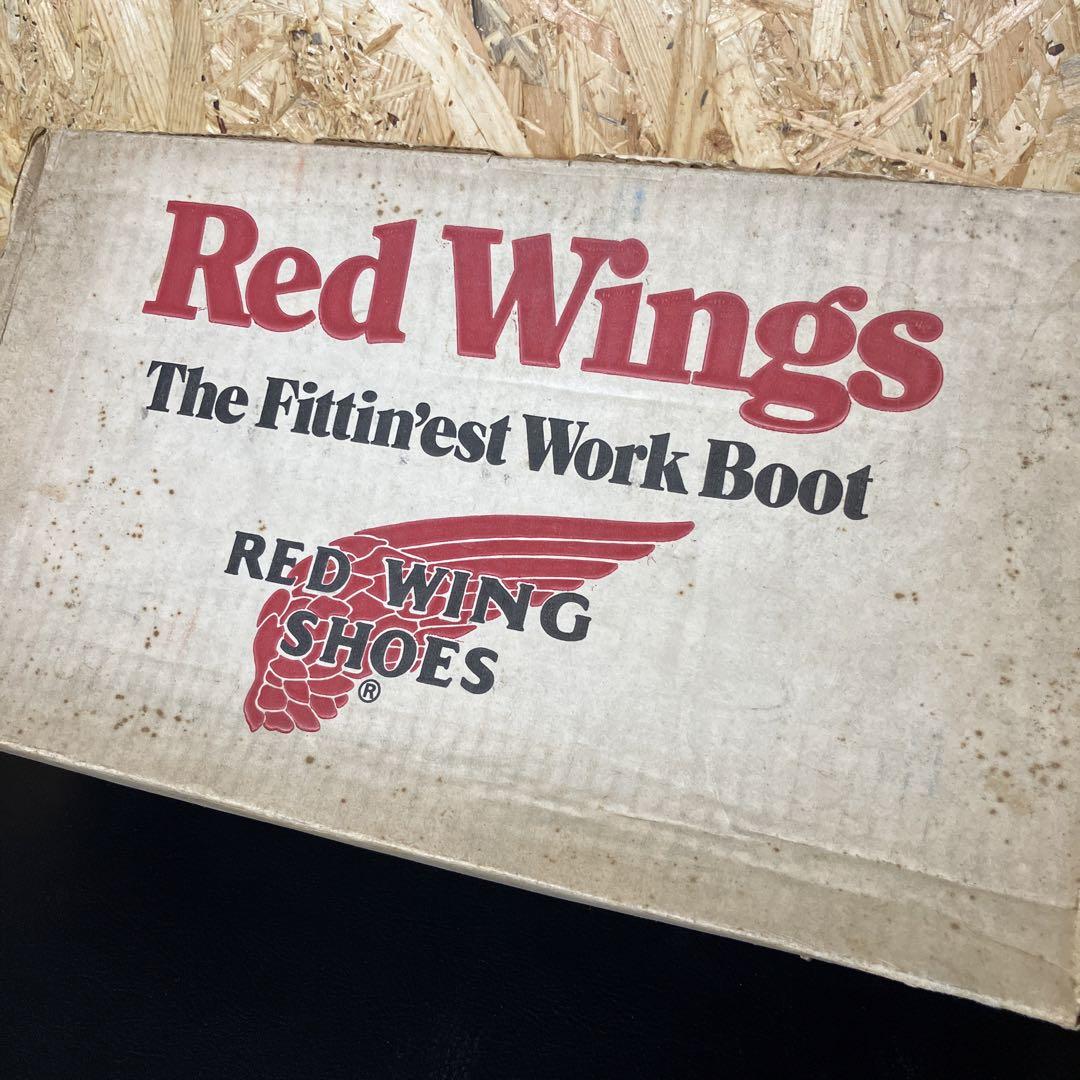 Red Wings
The Fittin'est Work Boot
RED WING
SHOES
®